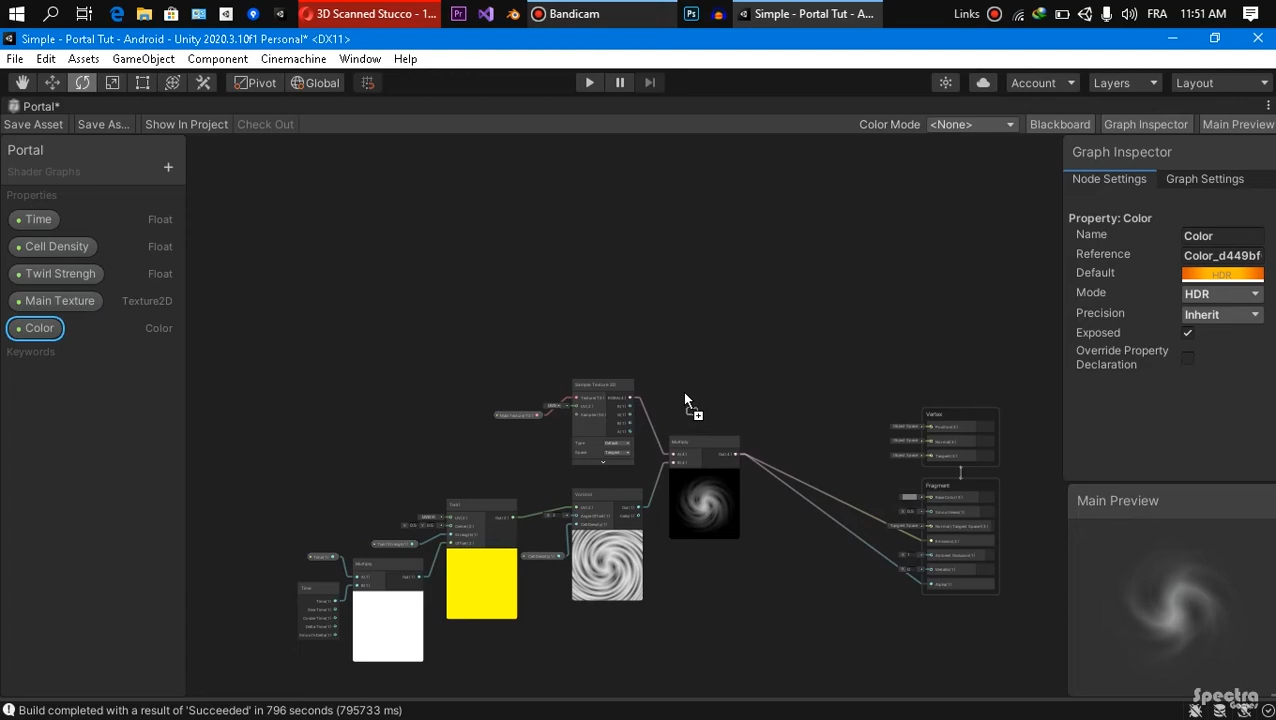 3D Scanned Stucco - 1...
Bandicam
Simple - Portal Tut - A...
Links
FRA
11:51 AM
Simple - Portal Tut - Android - Unity 2020.3.10f1 Personal* <DX11>
File Edit Assets GameObject Component Cinemachine Window Help
Pivot Global Account Layers Layout
Portal*
Save Asset Save As... Show In Project Check Out Color Mode <None> Blackboard Graph Inspector Main Preview
Portal
Shader Graphs
Properties
Time Float
Cell Density Float
Twirl Strengh Float
Main Texture Texture2D
Color Color
Keywords
Graph Inspector
Node Settings Graph Settings
Property: Color
Name Color
Reference Color_d449bf
Default HDR
Mode HDR
Precision Inherit
Exposed
Override Property
Declaration
Sample Texture 2D
Multiply
Voronoi
Twirl
Multiply
Time
Vertex
Fragment
Main Preview
Build completed with a result of 'Succeeded' in 796 seconds (795733 ms)
Spectra
Games